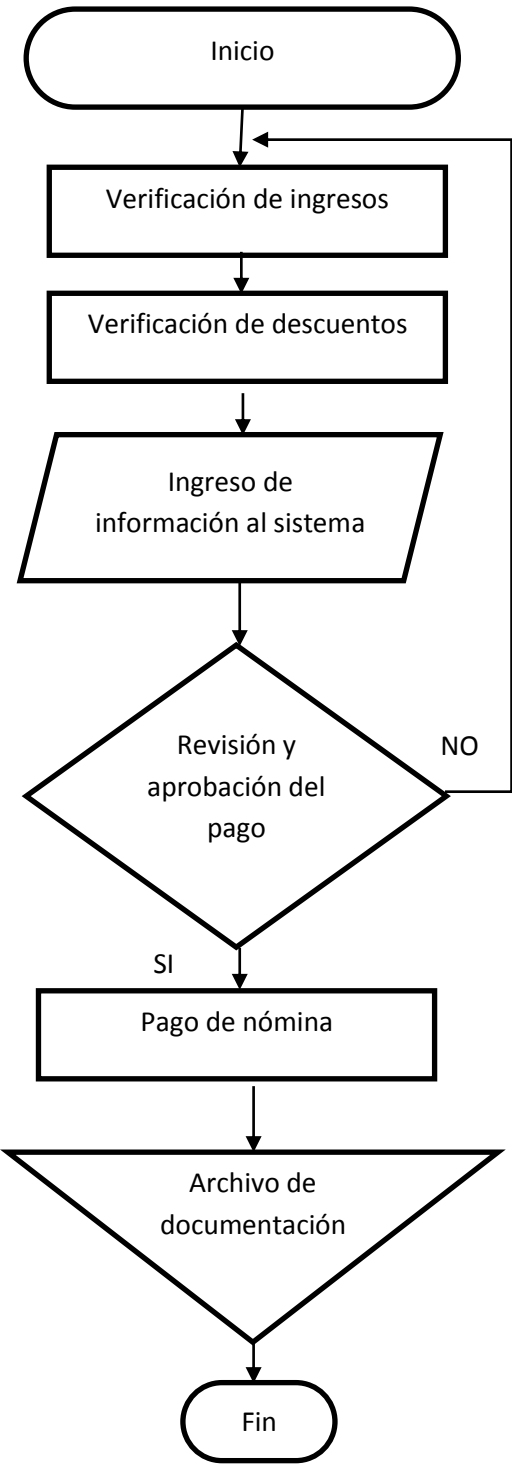 Inicio
Verificación de ingresos
Verificación de descuentos
Ingreso de
información al sistema
Revisión y
aprobación del
pago
NO
SI
Pago de nómina
Archivo de
documentación
Fin